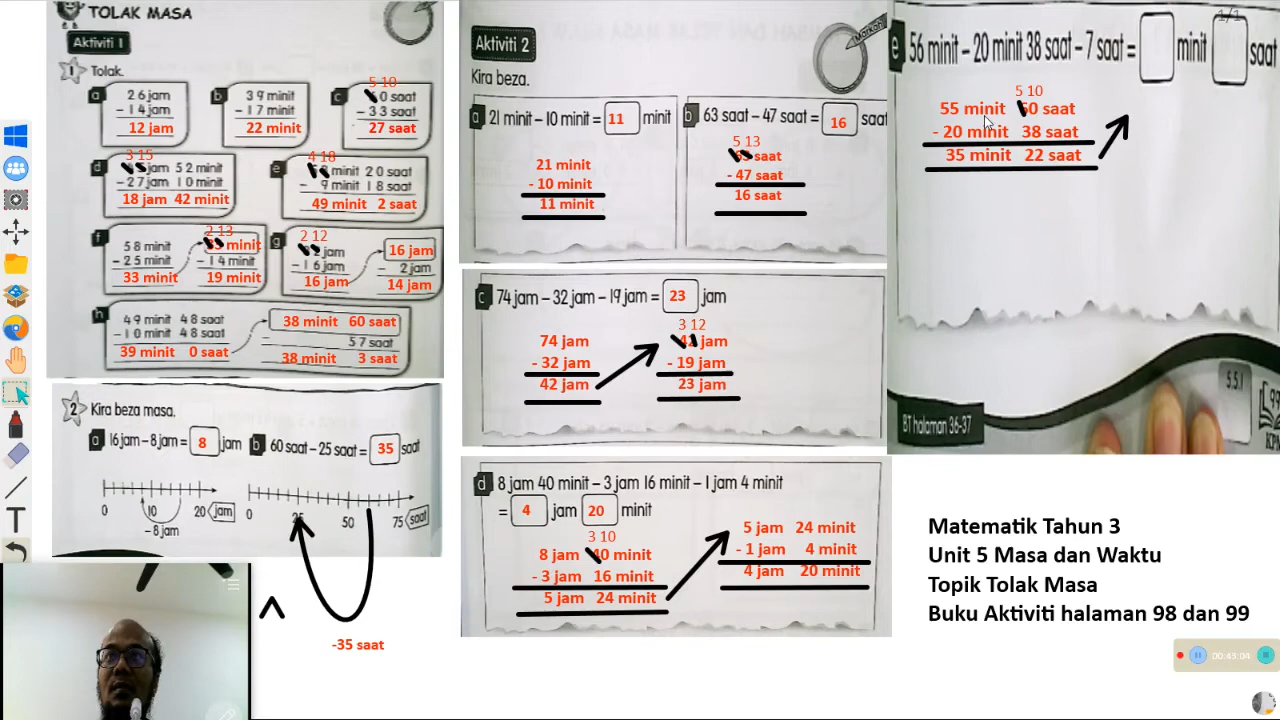 TOLAK MASA
Aktiviti 1
1 Tolak.
a 26 jam
− 14 jam
12 jam
b 39 minit
− 17 minit
22 minit
5 10
c 60 saat
− 33 saat
27 saat
3 15
d jam 52 minit
− 27 jam 10 minit
18 jam 42 minit
4 18
e minit 20 saat
− 9 minit 18 saat
49 minit 2 saat
f 58 minit
− 25 minit
33 minit
2 13
33 minit
− 14 minit
19 minit
g 2 12
32 jam
− 16 jam
16 jam
16 jam
− 2 jam
14 jam
h 49 minit 48 saat
− 10 minit 48 saat
39 minit 0 saat
38 minit 60 saat
− 57 saat
38 minit 3 saat
2 Kira beza masa.
a 16 jam – 8 jam = 8 jam
b 60 saat – 25 saat = 35 saat
0 10 20 jam
– 8 jam
0 25 50 75 saat
-35 saat
Aktiviti 2
Markah
Kira beza.
a 21 minit – 10 minit = 11 minit
21 minit
- 10 minit
11 minit
b 63 saat – 47 saat = 16 saat
5 13
63 saat
- 47 saat
16 saat
c 74 jam – 32 jam – 19 jam = 23 jam
74 jam
- 32 jam
42 jam
3 12
42 jam
- 19 jam
23 jam
d 8 jam 40 minit – 3 jam 16 minit – 1 jam 4 minit
= 4 jam 20 minit
3 10
8 jam 40 minit
- 3 jam 16 minit
5 jam 24 minit
5 jam 24 minit
- 1 jam 4 minit
4 jam 20 minit
1/1
e 56 minit – 20 minit 38 saat – 7 saat = minit saat
5 10
55 minit 60 saat
- 20 minit 38 saat
35 minit 22 saat
5.5.1
99
BT halaman 36-37
Matematik Tahun 3
Unit 5 Masa dan Waktu
Topik Tolak Masa
Buku Aktiviti halaman 98 dan 99
00:43:04